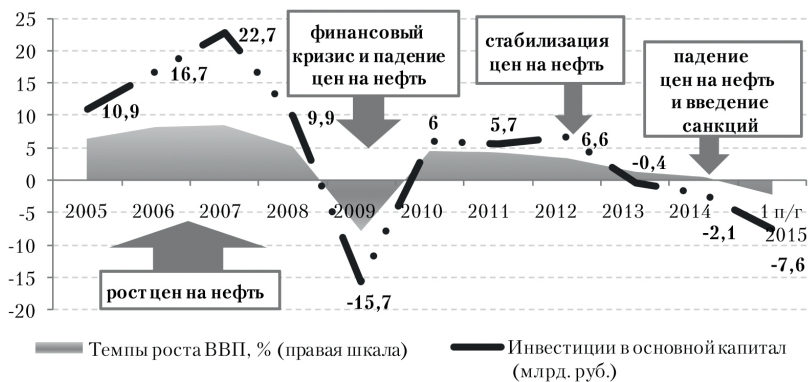 25
20
15
10
5
0
-5
-10
-15
-20
финансовый
кризис и падение
цен на нефть
стабилизация
цен на нефть
падение
цен на нефть
и введение
санкций
рост цен на нефть
10,9
16,7
22,7
9,9
-15,7
6
5,7
6,6
-0,4
-2,1
-7,6
2005 2006 2007 2008 2009 2010 2011 2012 2013 2014 1 п/г
2015
Темпы роста ВВП, % (правая шкала)
Инвестиции в основной капитал
(млрд. руб.)